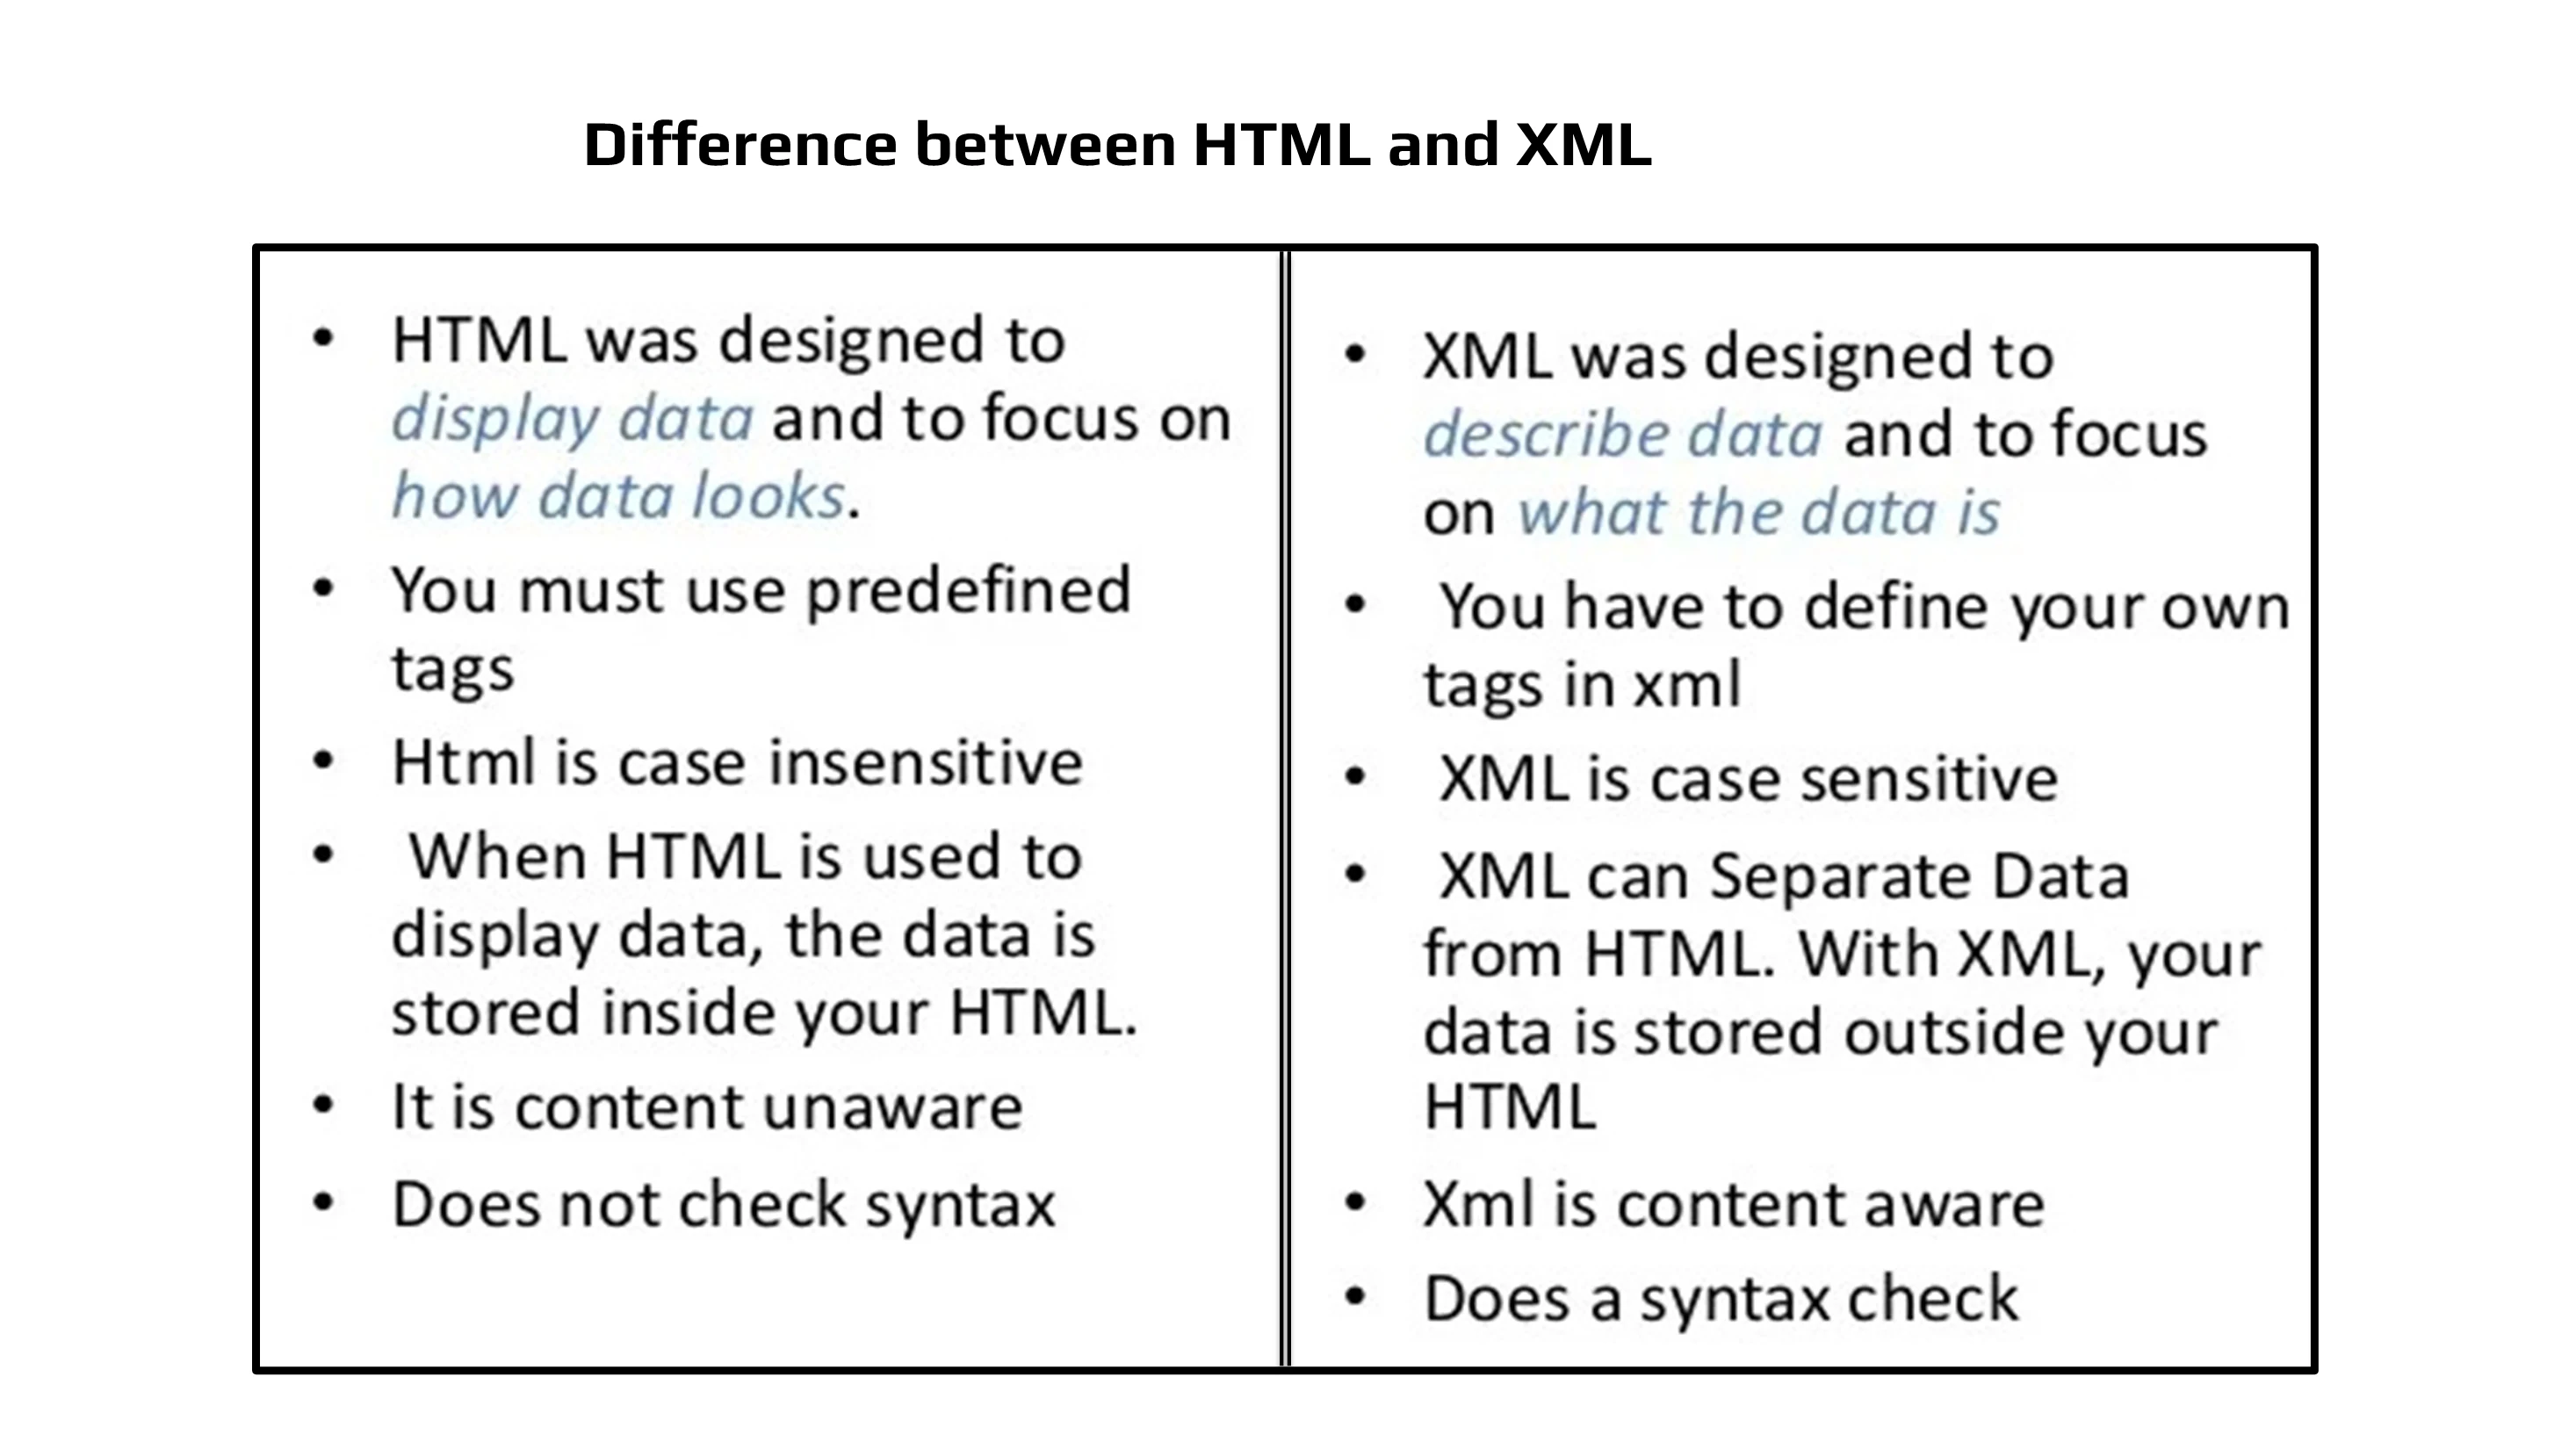 Difference between HTML and XML
• HTML was designed to
display data and to focus on
how data looks.
• You must use predefined
tags
• Html is case insensitive
• When HTML is used to
display data, the data is
stored inside your HTML.
• It is content unaware
• Does not check syntax
• XML was designed to
describe data and to focus
on what the data is
• You have to define your own
tags in xml
• XML is case sensitive
• XML can Separate Data
from HTML. With XML, your
data is stored outside your
HTML
• Xml is content aware
• Does a syntax check